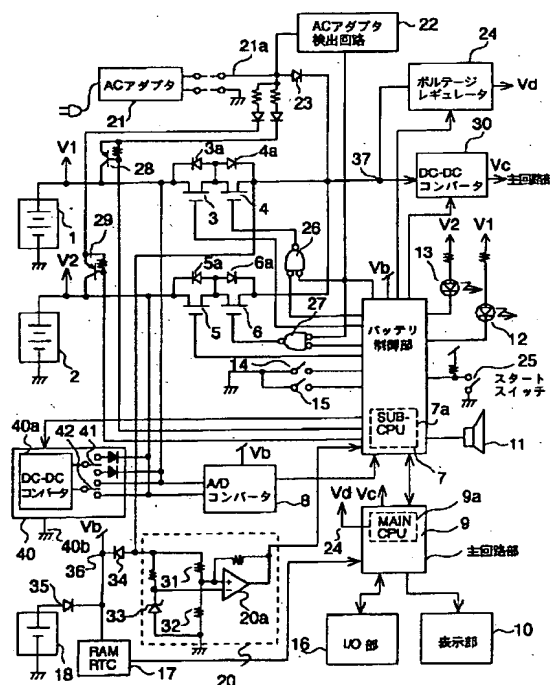 ACアダプタ
検出回路
22
21a
24
ACアダプタ
ボルテージ
レギュレータ
Vd
23
21
30
3a
4a
V1
28
37
DC-DC
コンバータ
Vc
主回路部
3
4
V2
V1
1
29
26
13
V2
5a
6a
Vb
27
バッテリ
制御部
12
5
6
25
2
14
スタート
スイッチ
15
40a
42
41
SUB-
CPU
7a
DC-DC
コンバータ
Vb
7
11
A/D
コンバータ
8
Vd
Vc
9a
40
40b
Vb
24
MAIN
CPU
9
36
34
31
主回路部
35
33
32
20a
18
RAM
RTC
17
20
16
I/O部
表示部
10